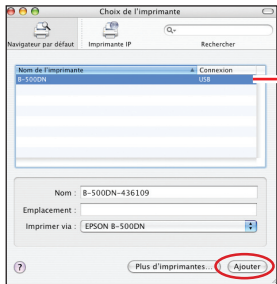 Choix de l'imprimante
Q
Navigateur par défaut Imprimante IP Rechercher
Nom de l'imprimante Connexion
B-500DN USB
Nom : B-500DN-436109
Emplacement :
Imprimer via : EPSON B-500DN
? Plus d'imprimantes... Ajouter